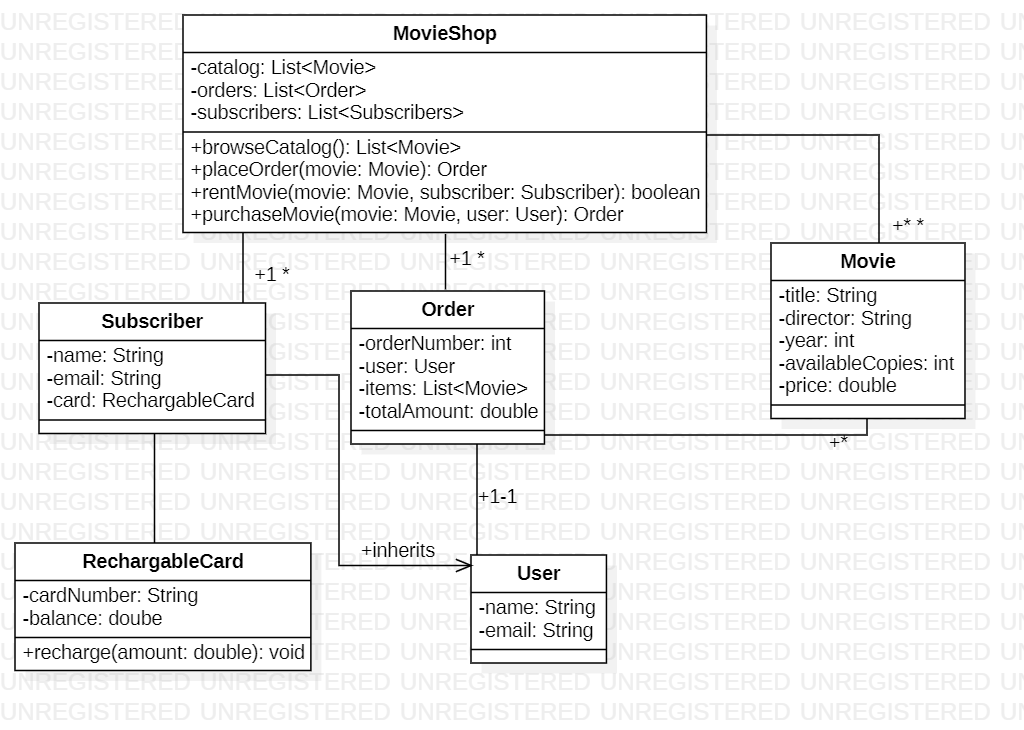 MovieShop
-catalog: List<Movie>
-orders: List<Order>
-subscribers: List<Subscribers>
+browseCatalog(): List<Movie>
+placeOrder(movie: Movie): Order
+rentMovie(movie: Movie, subscriber: Subscriber): boolean
+purchaseMovie(movie: Movie, user: User): Order
+1 *
+1 *
+* *
Subscriber
-name: String
-email: String
-card: RechargableCard
Order
-orderNumber: int
-user: User
-items: List<Movie>
-totalAmount: double
Movie
-title: String
-director: String
-year: int
-availableCopies: int
-price: double
+*
+1-1
+inherits
RechargableCard
-cardNumber: String
-balance: doube
+recharge(amount: double): void
User
-name: String
-email: String
UNREGISTERED